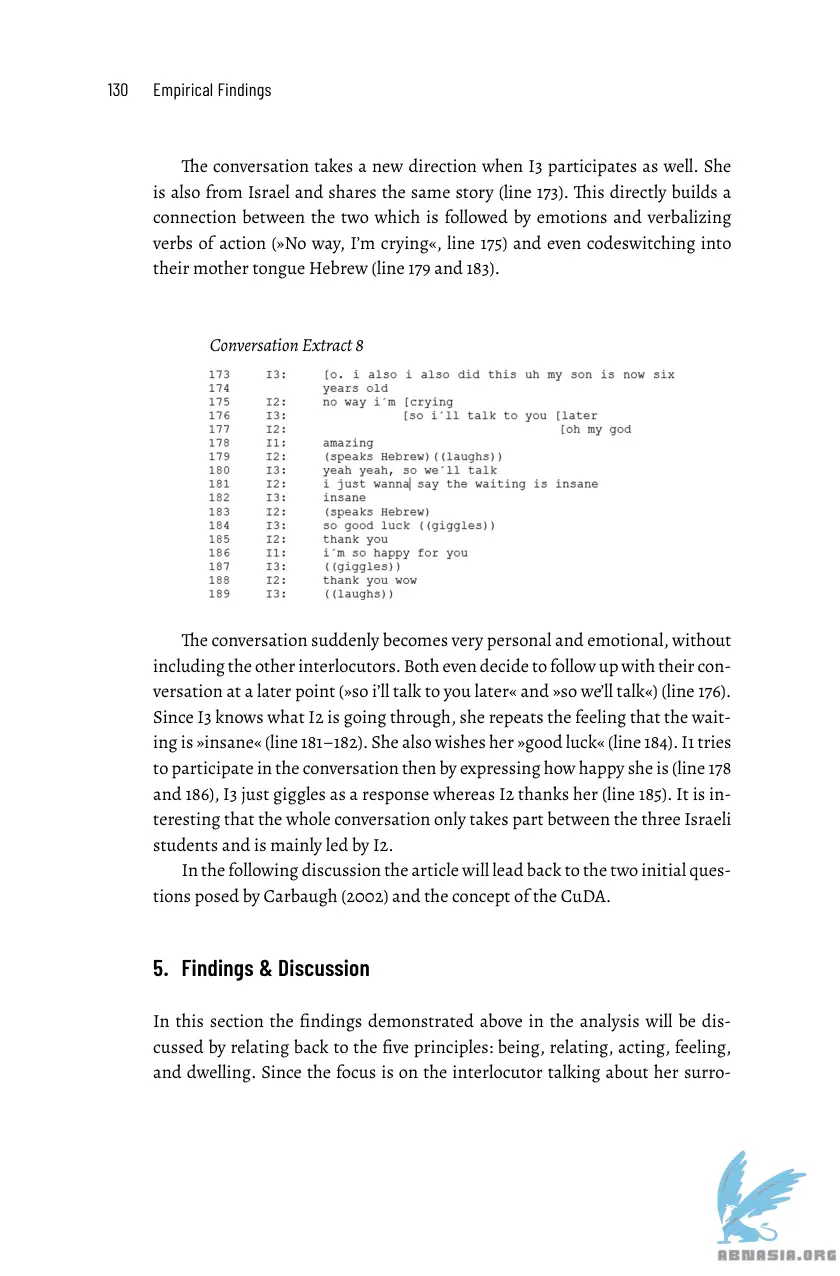 130 Empirical Findings
The conversation takes a new direction when I3 participates as well. She
is also from Israel and shares the same story (line 173). This directly builds a
connection between the two which is followed by emotions and verbalizing
verbs of action (»No way, I’m crying«, line 175) and even codeswitching into
their mother tongue Hebrew (line 179 and 183).
Conversation Extract 8
173 I3: [o. i also i also did this uh my son is now six
174 years old
175 I2: no way i´m [crying
176 I3: [so i´ll talk to you [later
177 I2: [oh my god
178 I1: amazing
179 I2: (speaks Hebrew)((laughs))
180 I3: yeah yeah, so we´ll talk
181 I2: i just wanna say the waiting is insane
182 I3: insane
183 I2: (speaks Hebrew)
184 I3: so good luck ((giggles))
185 I2: thank you
186 I1: i´m so happy for you
187 I3: ((giggles))
188 I2: thank you wow
189 I3: ((laughs))
The conversation suddenly becomes very personal and emotional, without
including the other interlocutors. Both even decide to follow up with their con-
versation at a later point (»so i’ll talk to you later« and »so we’ll talk«) (line 176).
Since I3 knows what I2 is going through, she repeats the feeling that the wait-
ing is »insane« (line 181–182). She also wishes her »good luck« (line 184). I1 tries
to participate in the conversation then by expressing how happy she is (line 178
and 186), I3 just giggles as a response whereas I2 thanks her (line 185). It is in-
teresting that the whole conversation only takes part between the three Israeli
students and is mainly led by I2.
In the following discussion the article will lead back to the two initial ques-
tions posed by Carbaugh (2002) and the concept of the CuDA.
5. Findings & Discussion
In this section the findings demonstrated above in the analysis will be dis-
cussed by relating back to the five principles: being, relating, acting, feeling,
and dwelling. Since the focus is on the interlocutor talking about her surro-
ABNASIA.ORG